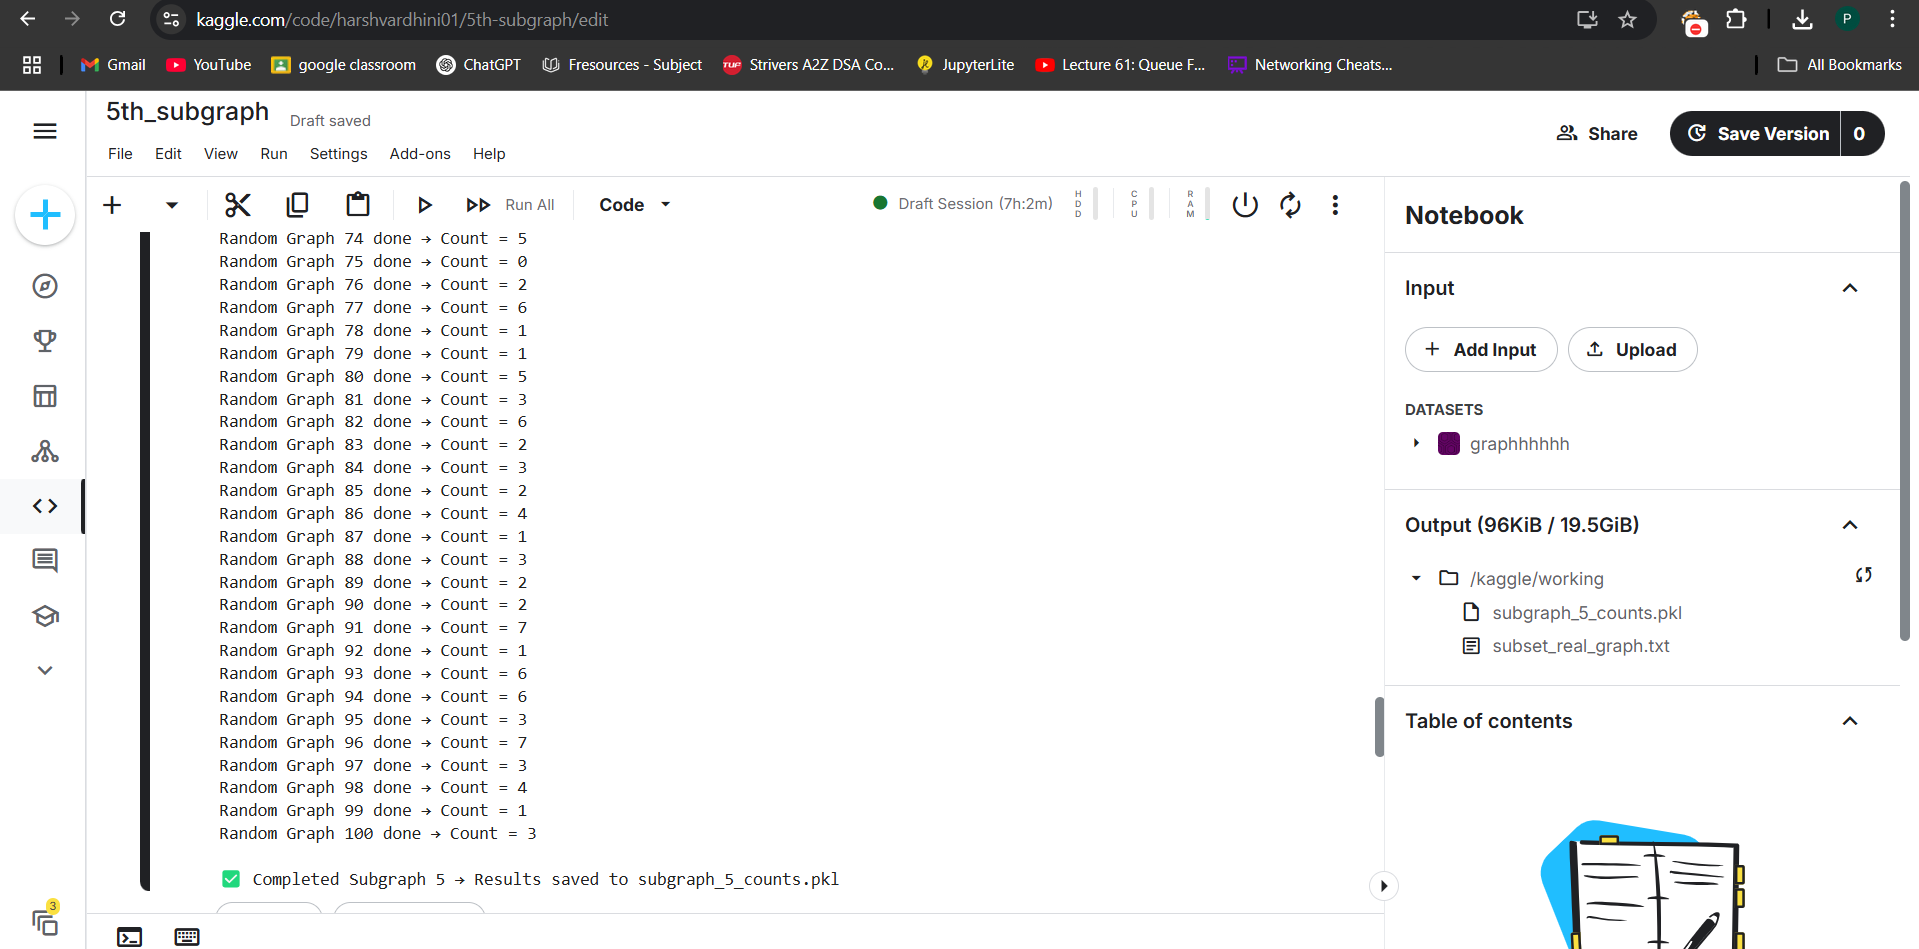 kaggle.com/code/harshvardhini01/5th-subgraph/edit
P
Gmail YouTube google classroom ChatGPT Fresources - Subject TUF Strivers A2Z DSA Co... JupyterLite Lecture 61: Queue F... Networking Cheats... All Bookmarks
5th_subgraph Draft saved
Share Save Version 0
File Edit View Run Settings Add-ons Help
Run All Code Draft Session (7h:2m) HDD CPU RAM
Random Graph 74 done → Count = 5
Random Graph 75 done → Count = 0
Random Graph 76 done → Count = 2
Random Graph 77 done → Count = 6
Random Graph 78 done → Count = 1
Random Graph 79 done → Count = 1
Random Graph 80 done → Count = 5
Random Graph 81 done → Count = 3
Random Graph 82 done → Count = 6
Random Graph 83 done → Count = 2
Random Graph 84 done → Count = 3
Random Graph 85 done → Count = 2
Random Graph 86 done → Count = 4
Random Graph 87 done → Count = 1
Random Graph 88 done → Count = 3
Random Graph 89 done → Count = 2
Random Graph 90 done → Count = 2
Random Graph 91 done → Count = 7
Random Graph 92 done → Count = 1
Random Graph 93 done → Count = 6
Random Graph 94 done → Count = 6
Random Graph 95 done → Count = 3
Random Graph 96 done → Count = 7
Random Graph 97 done → Count = 3
Random Graph 98 done → Count = 4
Random Graph 99 done → Count = 1
Random Graph 100 done → Count = 3
✅ Completed Subgraph 5 → Results saved to subgraph_5_counts.pkl
3
Notebook
Input
+ Add Input Upload
DATASETS
graphhhhhh
Output (96KiB / 19.5GiB)
/kaggle/working
subgraph_5_counts.pkl
subset_real_graph.txt
Table of contents